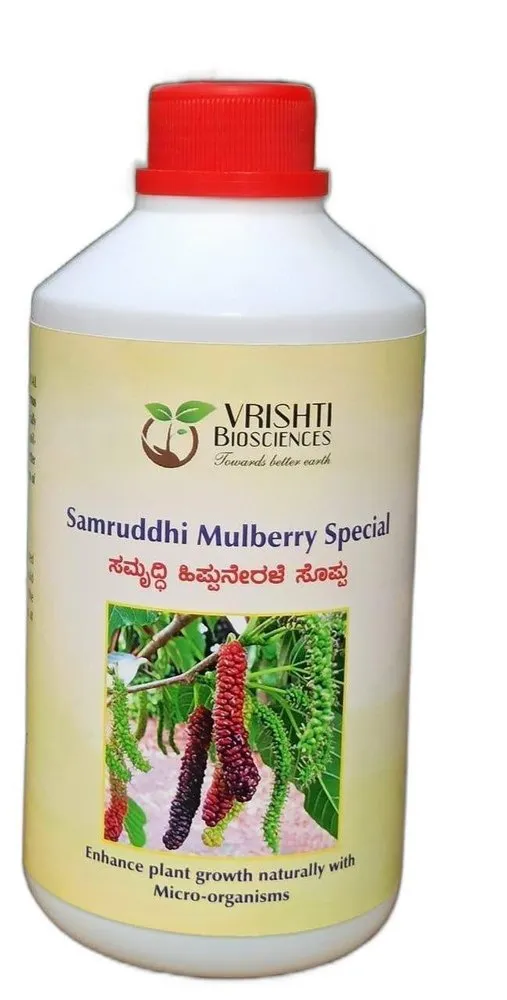 VRISHTI
BIOSCIENCES
Towards better earth
Samruddhi Mulberry Special
ಸಮೃದ್ಧಿ ಹಿಪ್ಪುನೇರಳೆ ಸೊಪ್ಪು
Enhance plant growth naturally with
Micro-organisms